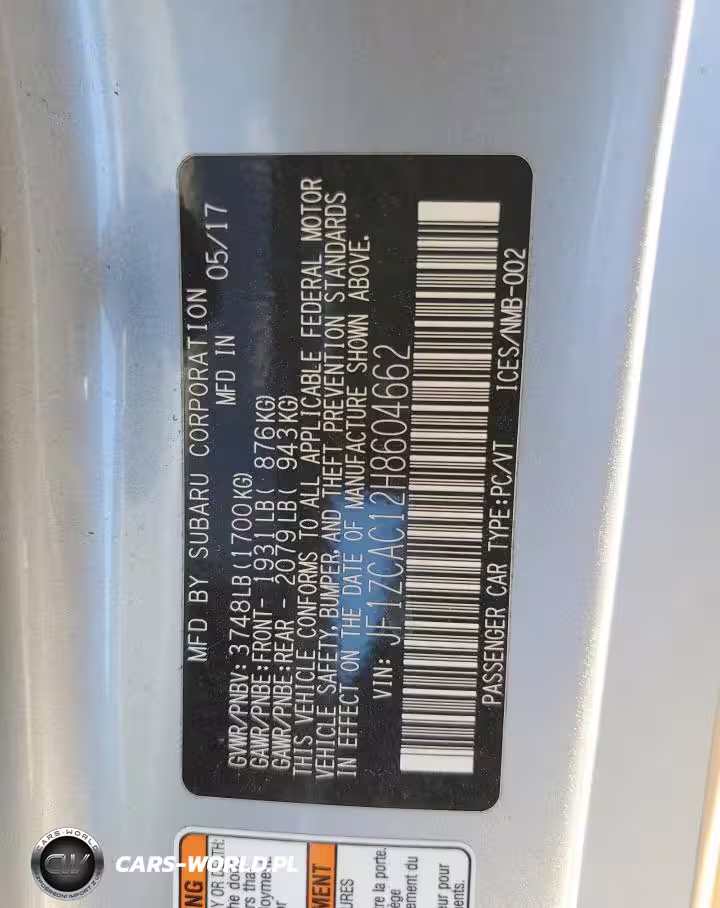 MFD BY SUBARU CORPORATION
MFD IN 05/17
GVWR/PNBV: 3748LB(1700KG)
GAWR/PNBE:FRONT- 1931LB( 876KG)
GAWR/PNBE:REAR - 2079LB( 943KG)
THIS VEHICLE CONFORMS TO ALL APPLICABLE FEDERAL MOTOR
VEHICLE SAFETY, BUMPER, AND THEFT PREVENTION STANDARDS
IN EFFECT ON THE DATE OF MANUFACTURE SHOWN ABOVE.
VIN: JF1ZCAC12H8604662
PASSENGER CAR TYPE:PC/VT ICES/NMB-002
CARS-WORLD
CW
CARS-WORLD.PL